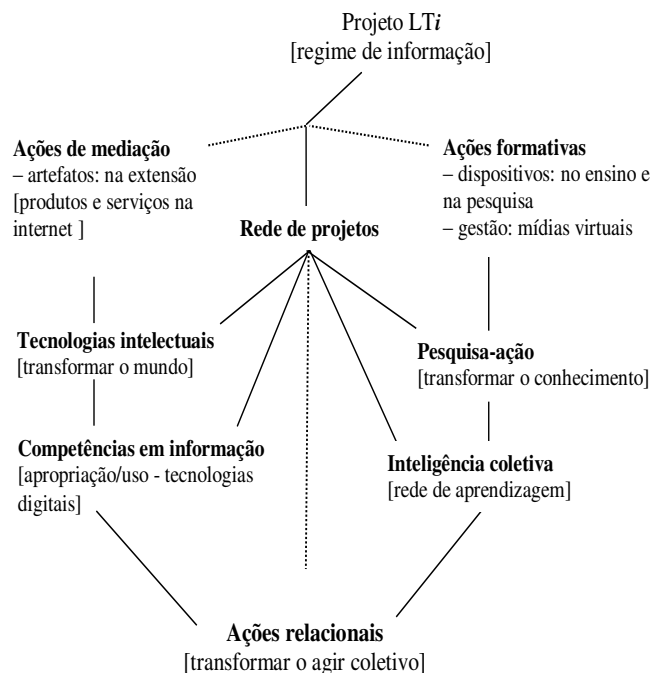 Projeto LTi
[regime de informação]
Ações de mediação
– artefatos: na extensão
[produtos e serviços na
internet ]
Ações formativas
– dispositivos: no ensino e
na pesquisa
– gestão: mídias virtuais
Rede de projetos
Tecnologias intelectuais
[transformar o mundo]
Pesquisa-ação
[transformar o conhecimento]
Competências em informação
[apropriação/uso - tecnologias
digitais]
Inteligência coletiva
[rede de aprendizagem]
Ações relacionais
[transformar o agir coletivo]